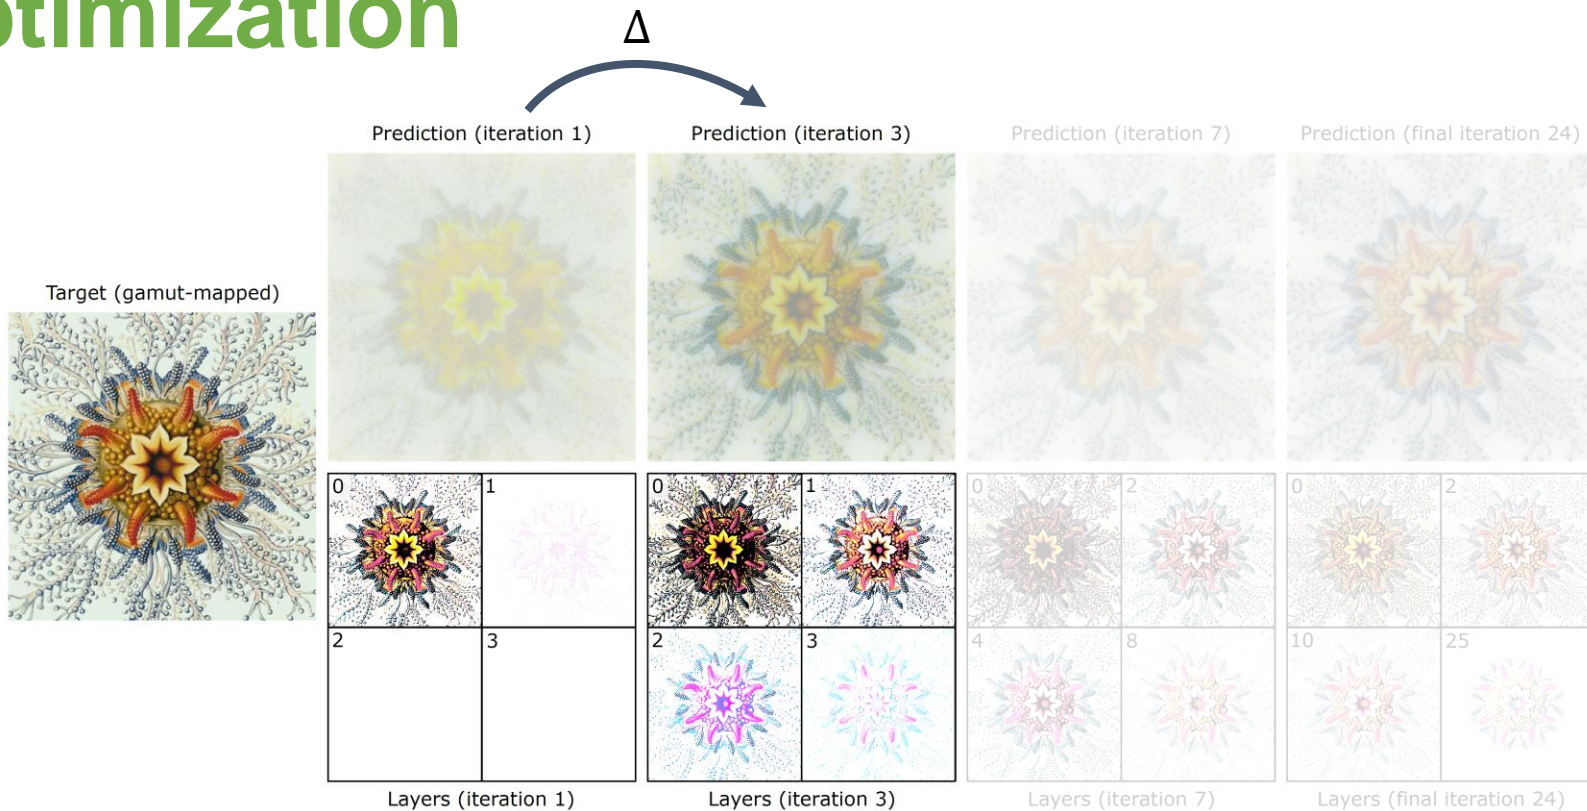 ptimization
Δ
Prediction (iteration 1)
Prediction (iteration 3)
Prediction (iteration 7)
Prediction (final iteration 24)
Target (gamut-mapped)
0 1 0 1 0 2 0 2
2 3 2 3 4 8 10 25
Layers (iteration 1)
Layers (iteration 3)
Layers (iteration 7)
Layers (final iteration 24)